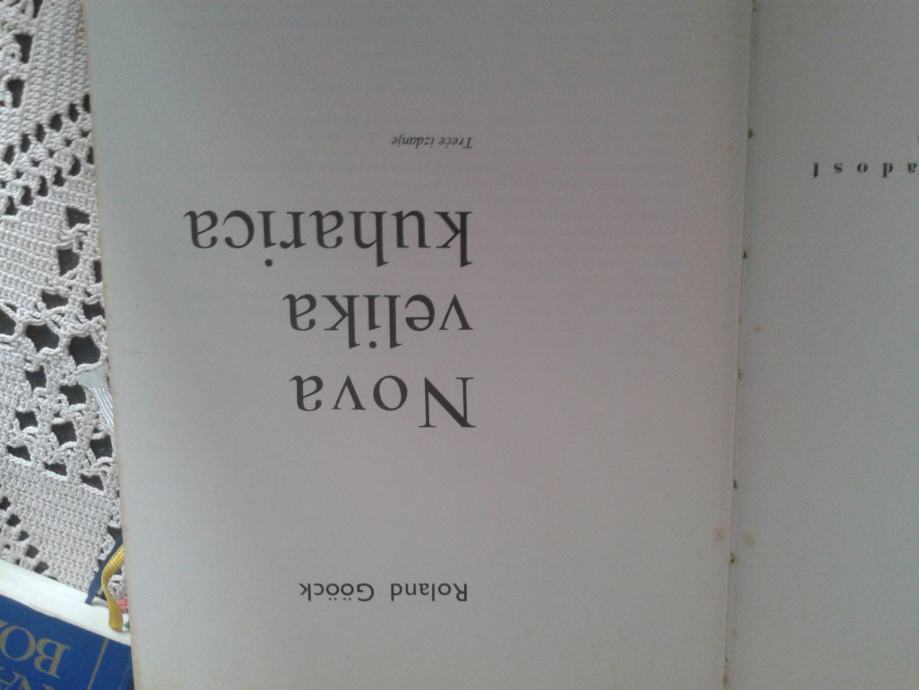 Roland Gööck
Nova
velika
kuharica
Treće izdanje